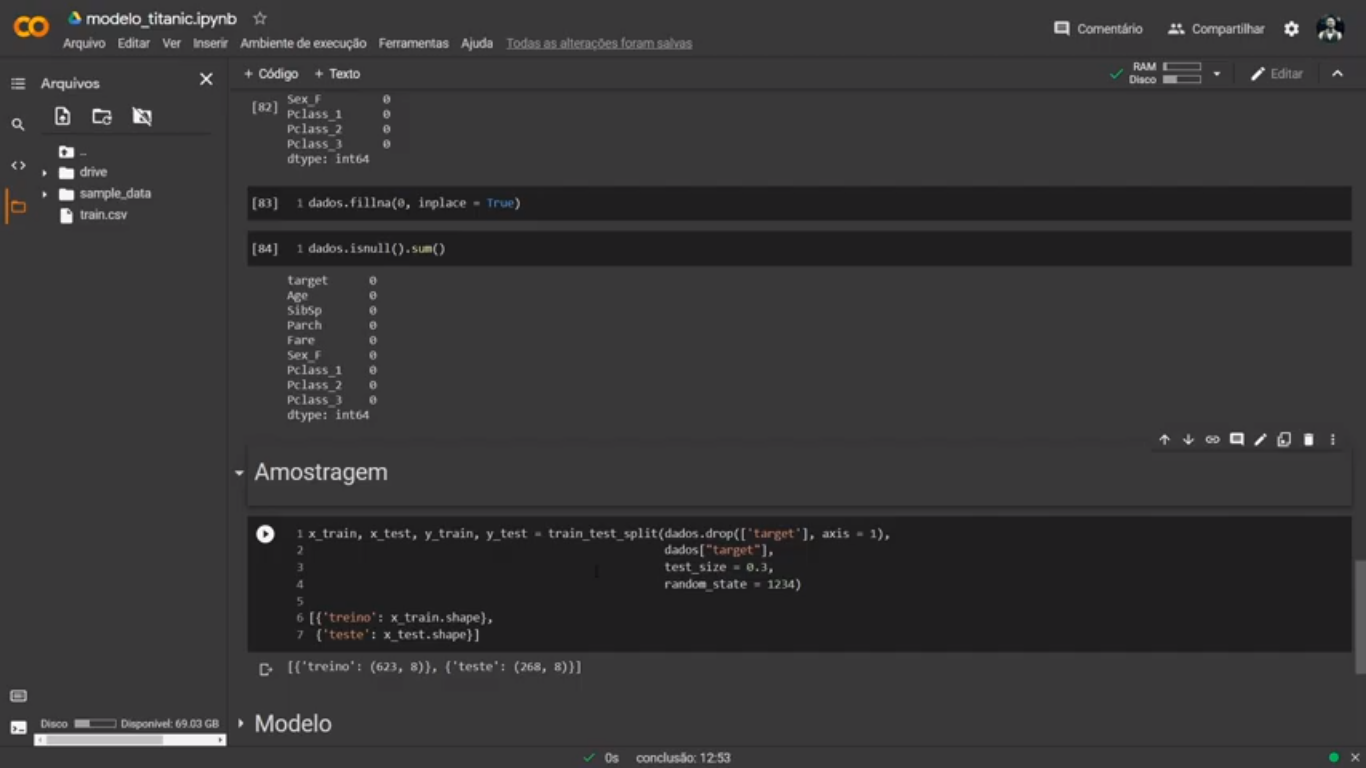 modelo_titanic.ipynb
Arquivo Editar Ver Inserir Ambiente de execução Ferramentas Ajuda Todas as alterações foram salvas
Comentário Compartilhar
Arquivos
+ Código + Texto
RAM
Disco
Editar
..
drive
sample_data
train.csv
[82]
Sex_F 0
Pclass_1 0
Pclass_2 0
Pclass_3 0
dtype: int64
[83] 1 dados.fillna(0, inplace = True)
[84] 1 dados.isnull().sum()
target 0
Age 0
SibSp 0
Parch 0
Fare 0
Sex_F 0
Pclass_1 0
Pclass_2 0
Pclass_3 0
dtype: int64
Amostragem
1 x_train, x_test, y_train, y_test = train_test_split(dados.drop(['target'], axis = 1),
2 dados["target"],
3 test_size = 0.3,
4 random_state = 1234)
5
6 [{'treino': x_train.shape},
7 {'teste': x_test.shape}]
[{'treino': (623, 8)}, {'teste': (268, 8)}]
Modelo
Disco Disponível: 69.03 GB
0s conclusão: 12:53